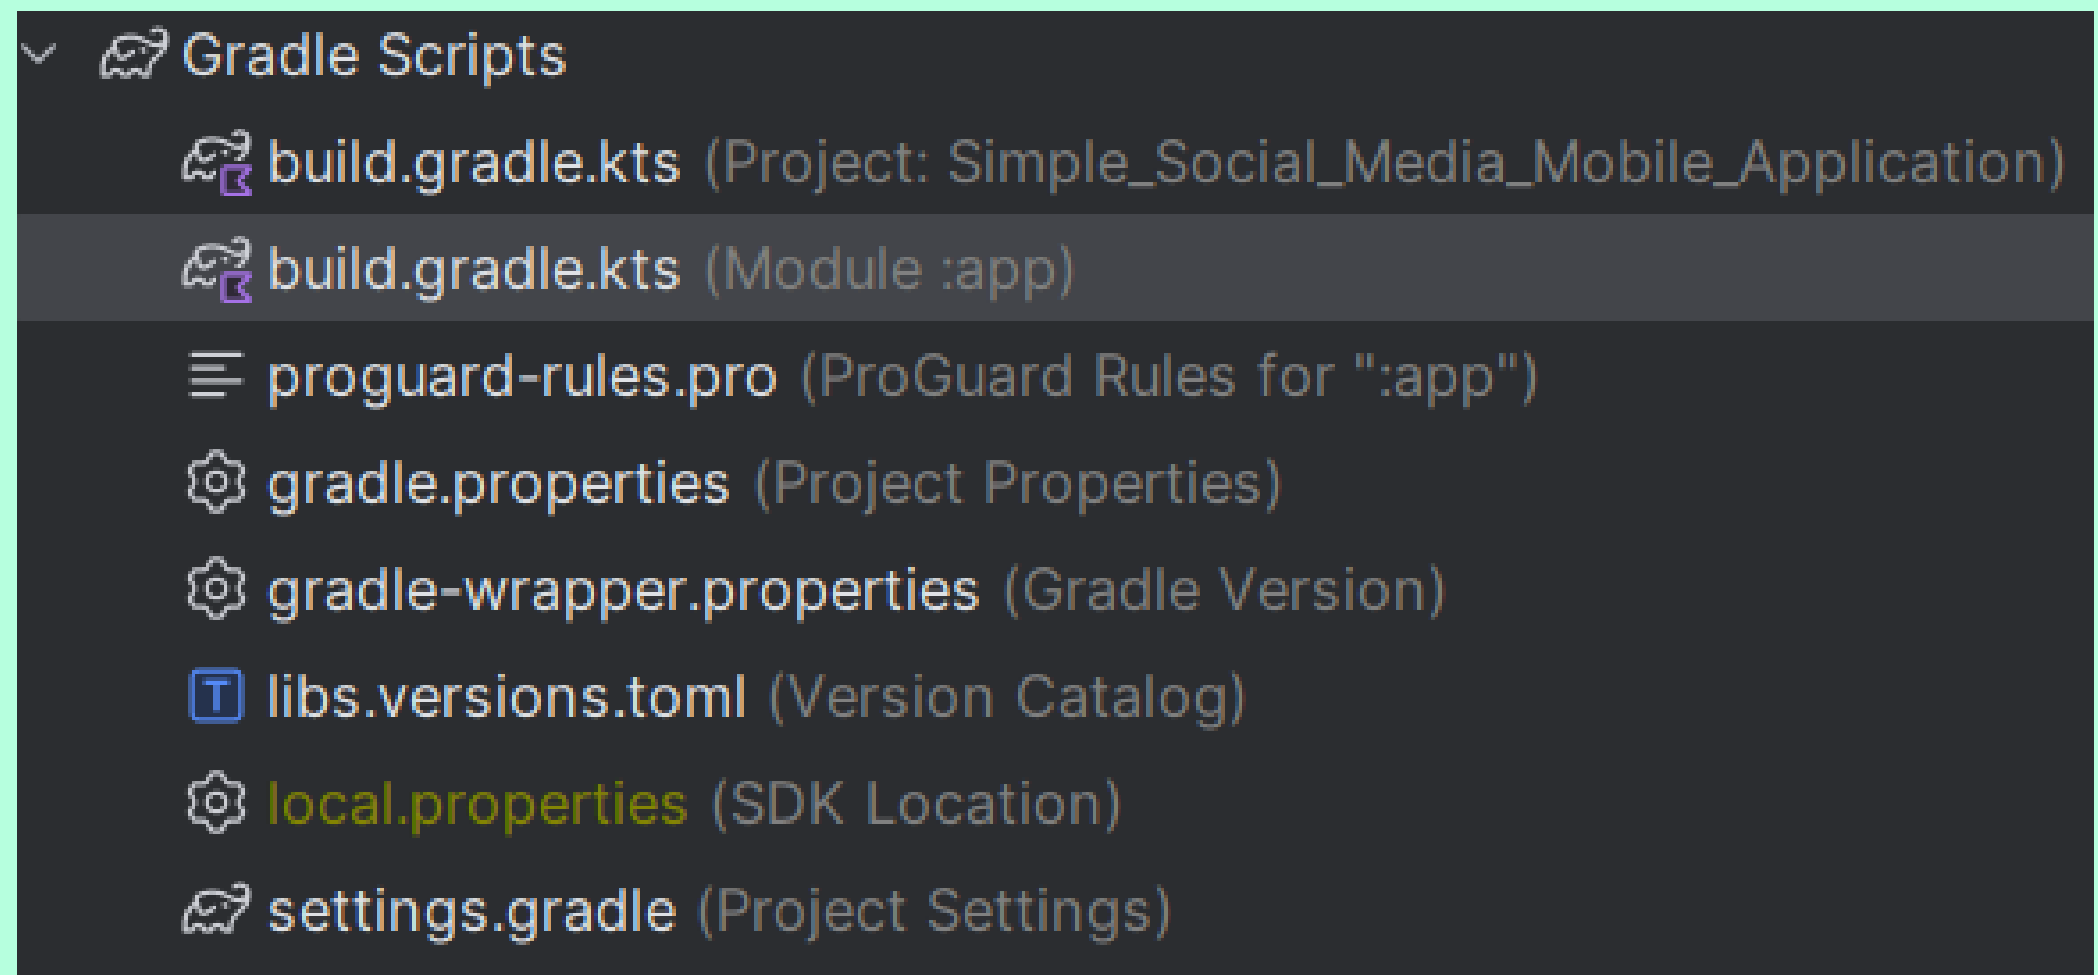 Gradle Scripts
build.gradle.kts (Project: Simple_Social_Media_Mobile_Application)
build.gradle.kts (Module :app)
proguard-rules.pro (ProGuard Rules for ":app")
gradle.properties (Project Properties)
gradle-wrapper.properties (Gradle Version)
T libs.versions.toml (Version Catalog)
local.properties (SDK Location)
settings.gradle (Project Settings)